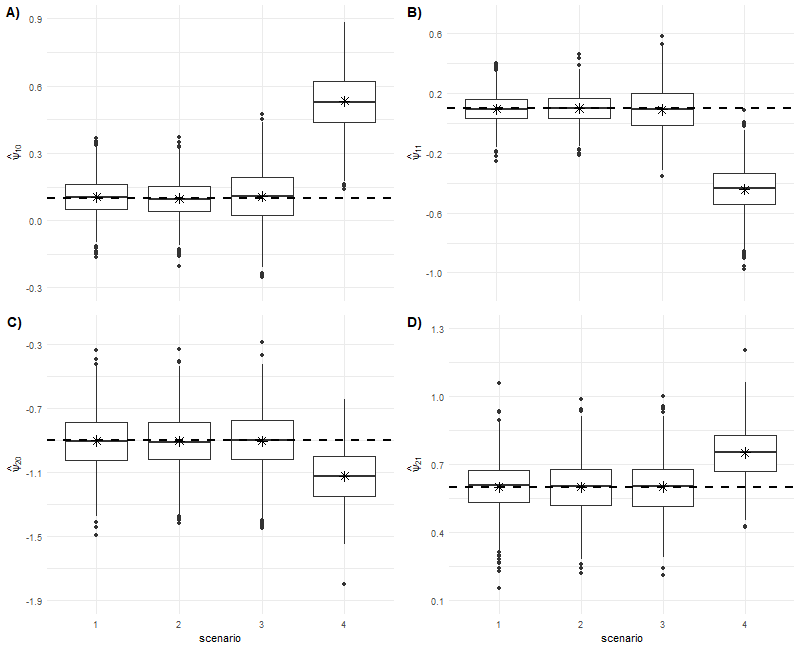 A)
0.9
0.6
0.3
0.0
-0.3
ψ̂10
B)
0.6
0.2
-0.2
-0.6
-1.0
ψ̂11
C)
-0.3
-0.7
-1.1
-1.5
-1.9
ψ̂20
1 2 3 4
scenario
D)
1.3
1.0
0.7
0.4
0.1
ψ̂21
1 2 3 4
scenario